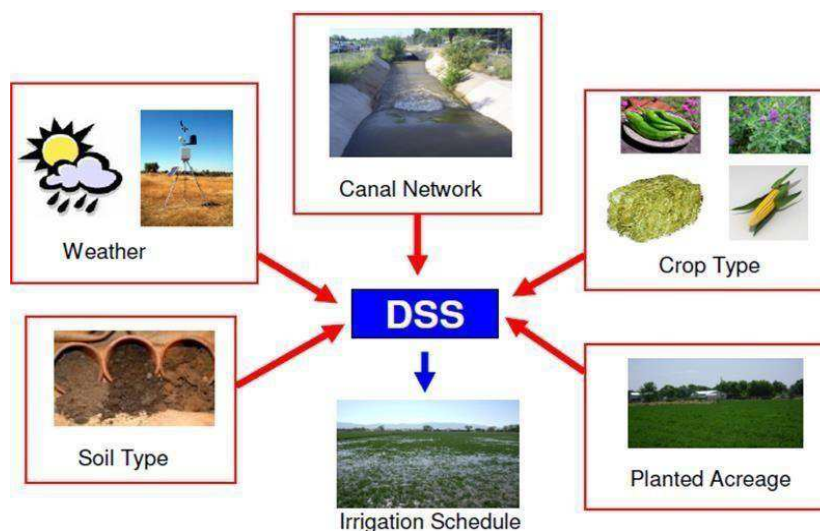 Canal Network
Weather
Crop Type
DSS
Soil Type
Planted Acreage
Irrigation Schedule